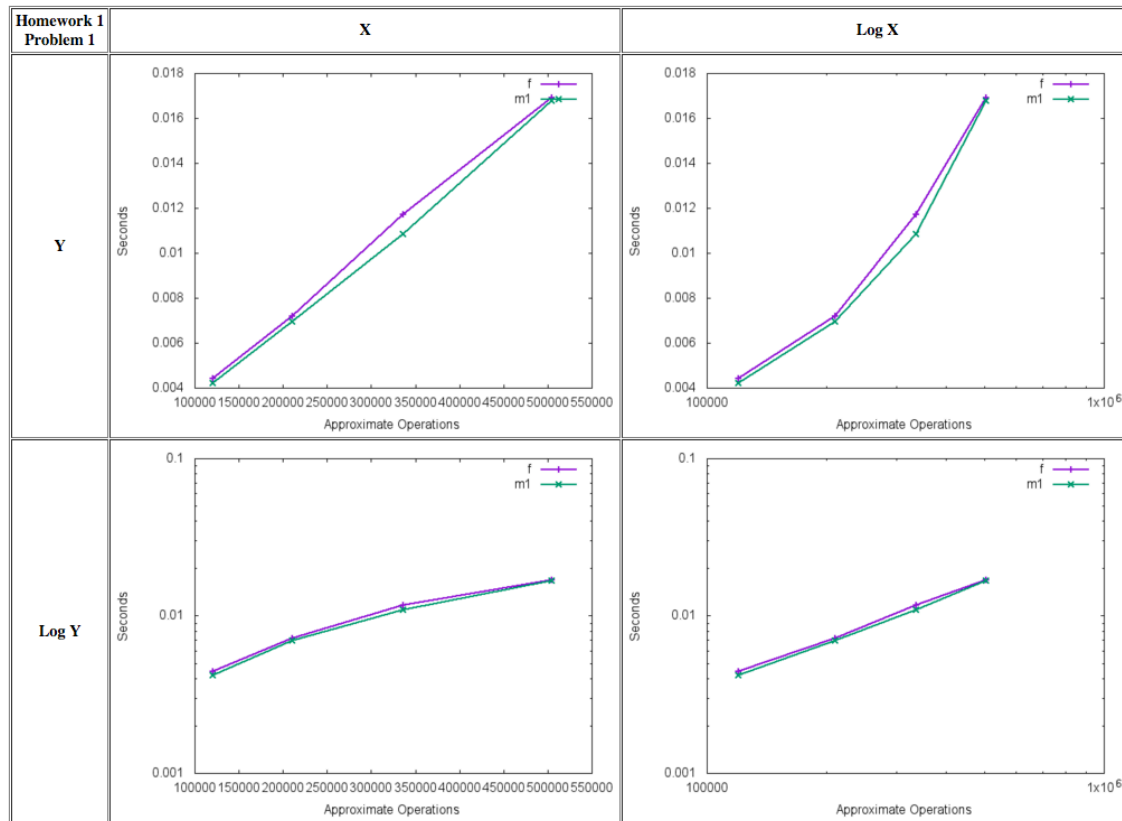 Homework 1
Problem 1
X
Log X
Y
0.018
0.016
0.014
0.012
0.01
0.008
0.006
0.004
Seconds
f
m1
100000 150000 200000 250000 300000 350000 400000 450000 500000 550000
Approximate Operations
0.018
0.016
0.014
0.012
0.01
0.008
0.006
0.004
Seconds
f
m1
100000 1x10⁶
Approximate Operations
Log Y
0.1
0.01
0.001
Seconds
f
m1
100000 150000 200000 250000 300000 350000 400000 450000 500000 550000
Approximate Operations
0.1
0.01
0.001
Seconds
f
m1
100000 1x10⁶
Approximate Operations